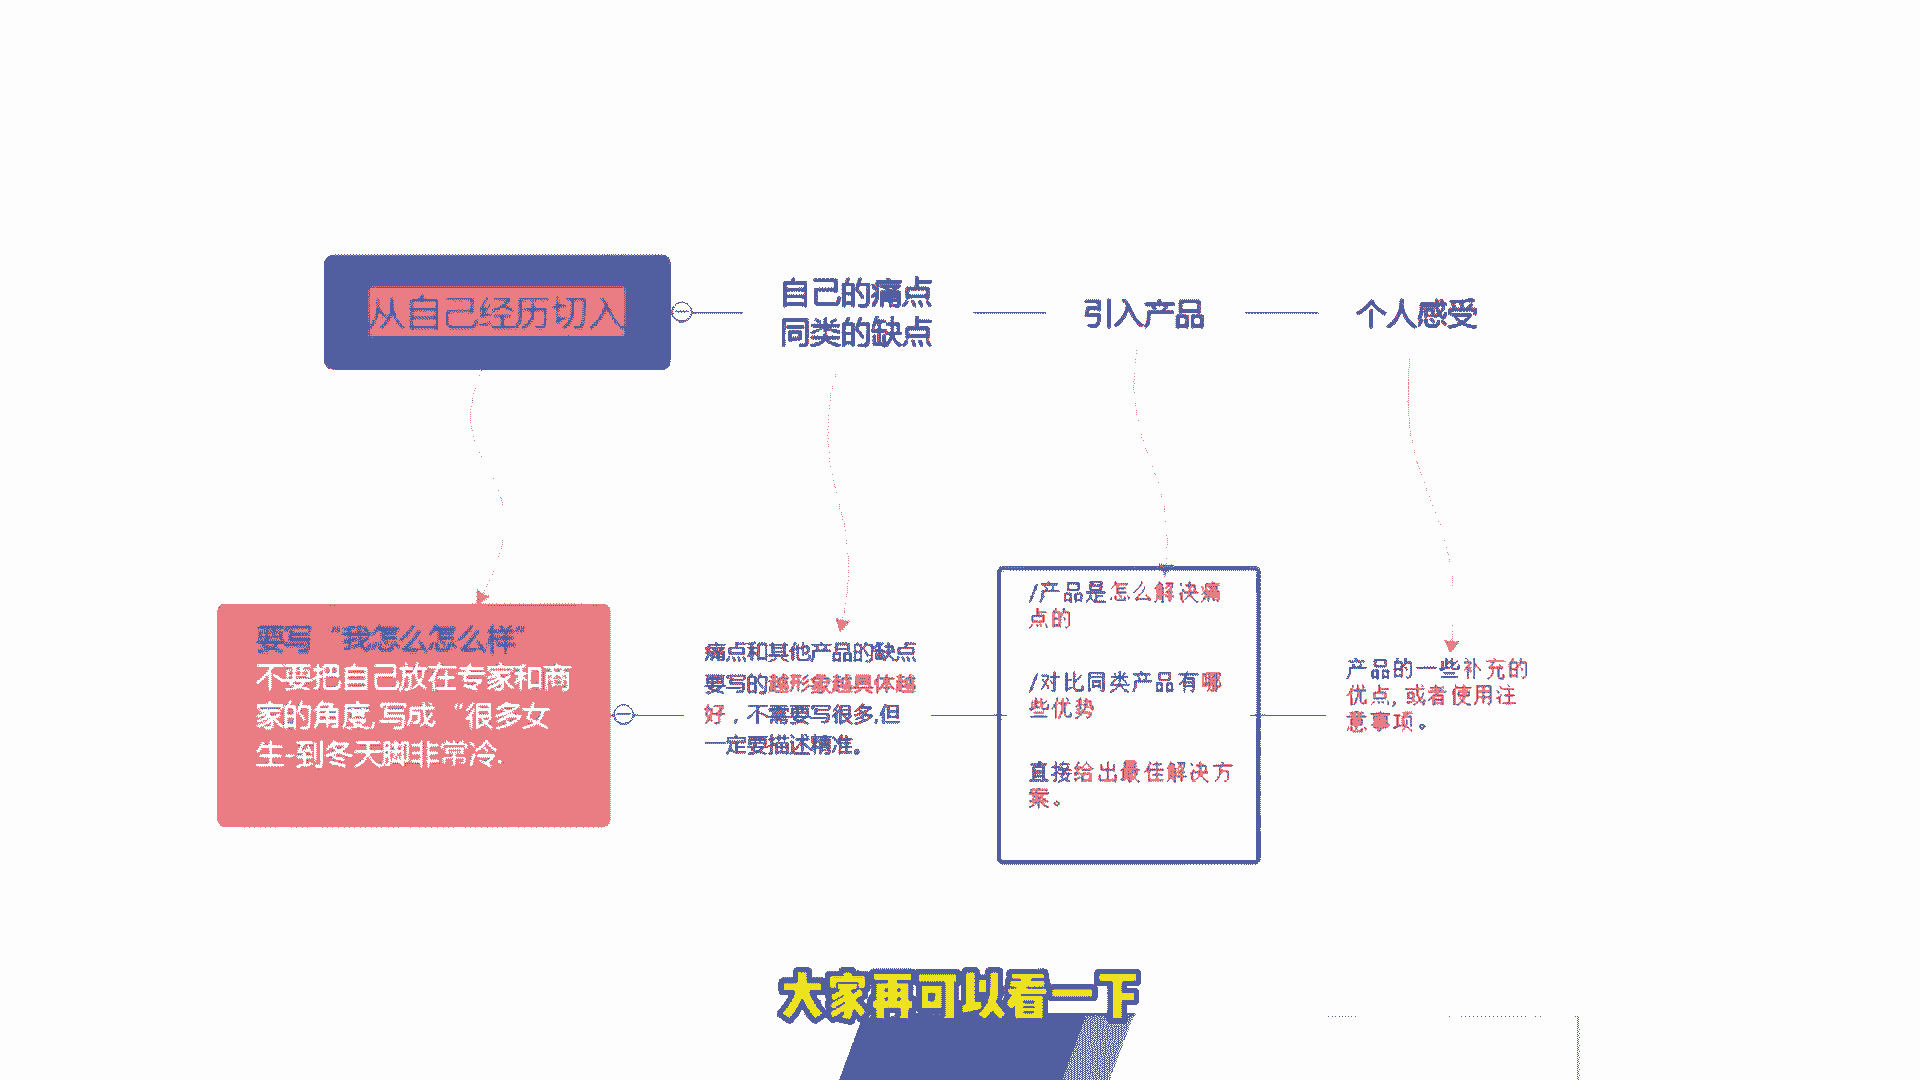 从自己经历切入
自己的痛点
同类的缺点
引入产品
个人感受
要写 “我怎么怎么样”
不要把自己放在专家和商
家的角度,写成 “很多女
生-到冬天脚非常冷.
痛点和其他产品的缺点
要写的越形象越具体越
好，不需要写很多,但
一定要描述精准。
/产品是怎么解决痛
点的
/对比同类产品有哪
些优势
直接给出最佳解决方
案。
产品的一些补充的
优点, 或者使用注
意事项。
大家再可以看一下